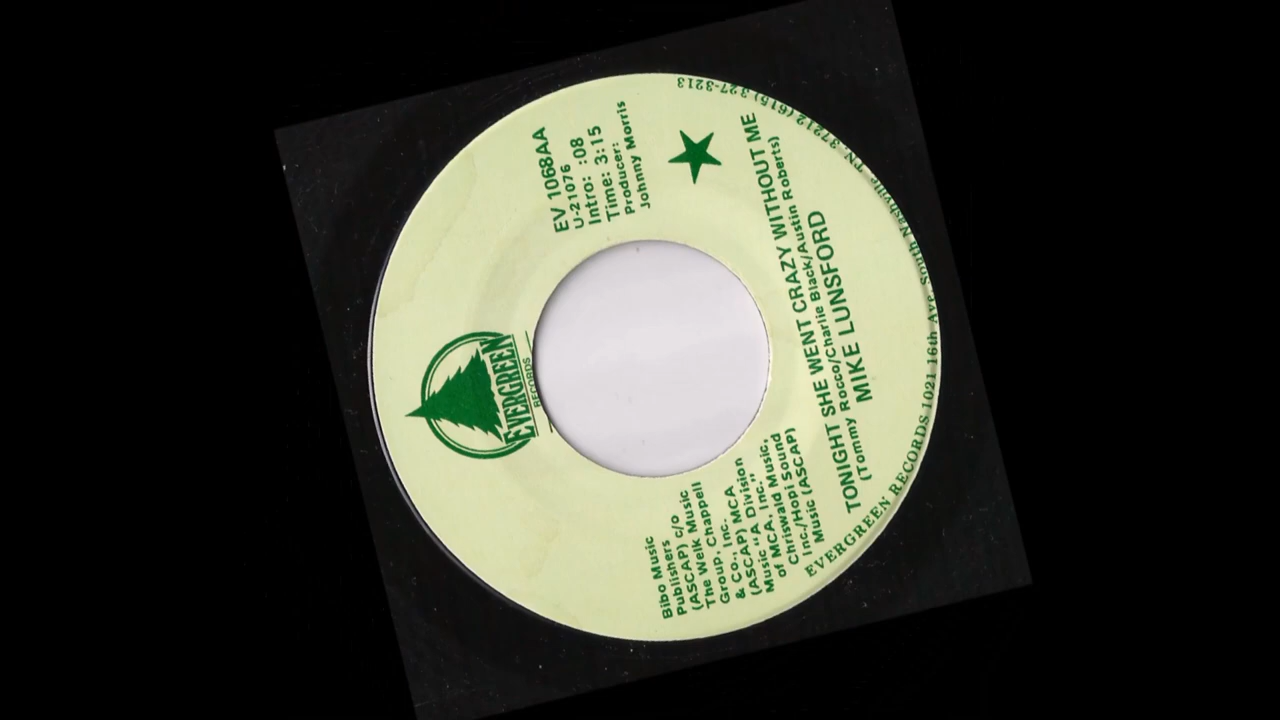 EVERGREEN
RECORDS
Bibo Music
Publishers
(ASCAP) c/o
The Welk Music
Group, Inc.
& Co., Inc.
(ASCAP) MCA
Music "A Division
of MCA, Inc."
Chriswald Music,
Inc./Hopi Sound
Music (ASCAP)
EV 1068AA
U-21076
Intro: :08
Time: 3:15
Producer:
Johnny Morris
TONIGHT SHE WENT CRAZY WITHOUT ME
(Tommy Rocco/Charlie Black/Austin Roberts)
MIKE LUNSFORD
EVERGREEN RECORDS 1021 16th Ave. South Nashville, TN. 37212 (615) 327-3213